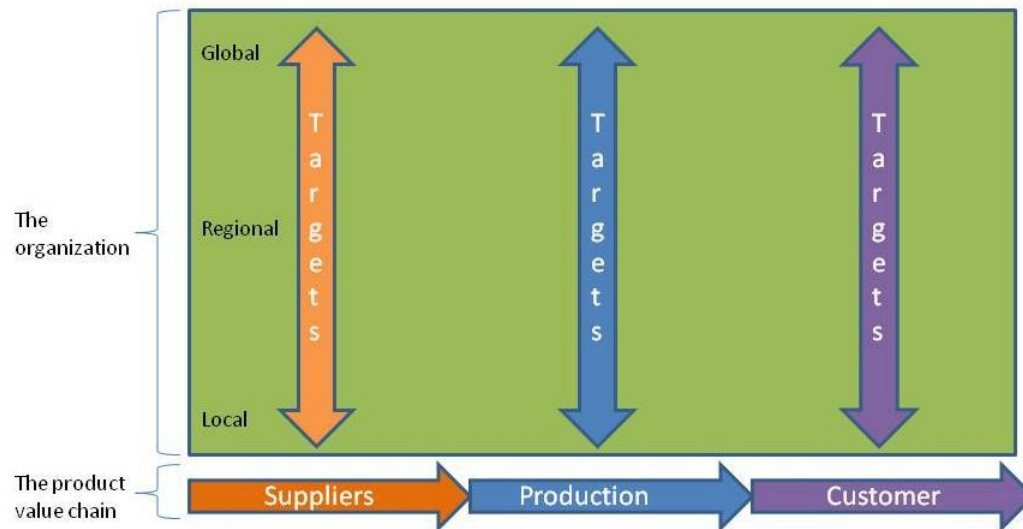 Global
Targets
Targets
Targets
The
organization
Regional
Local
The product
value chain
Suppliers
Production
Customer